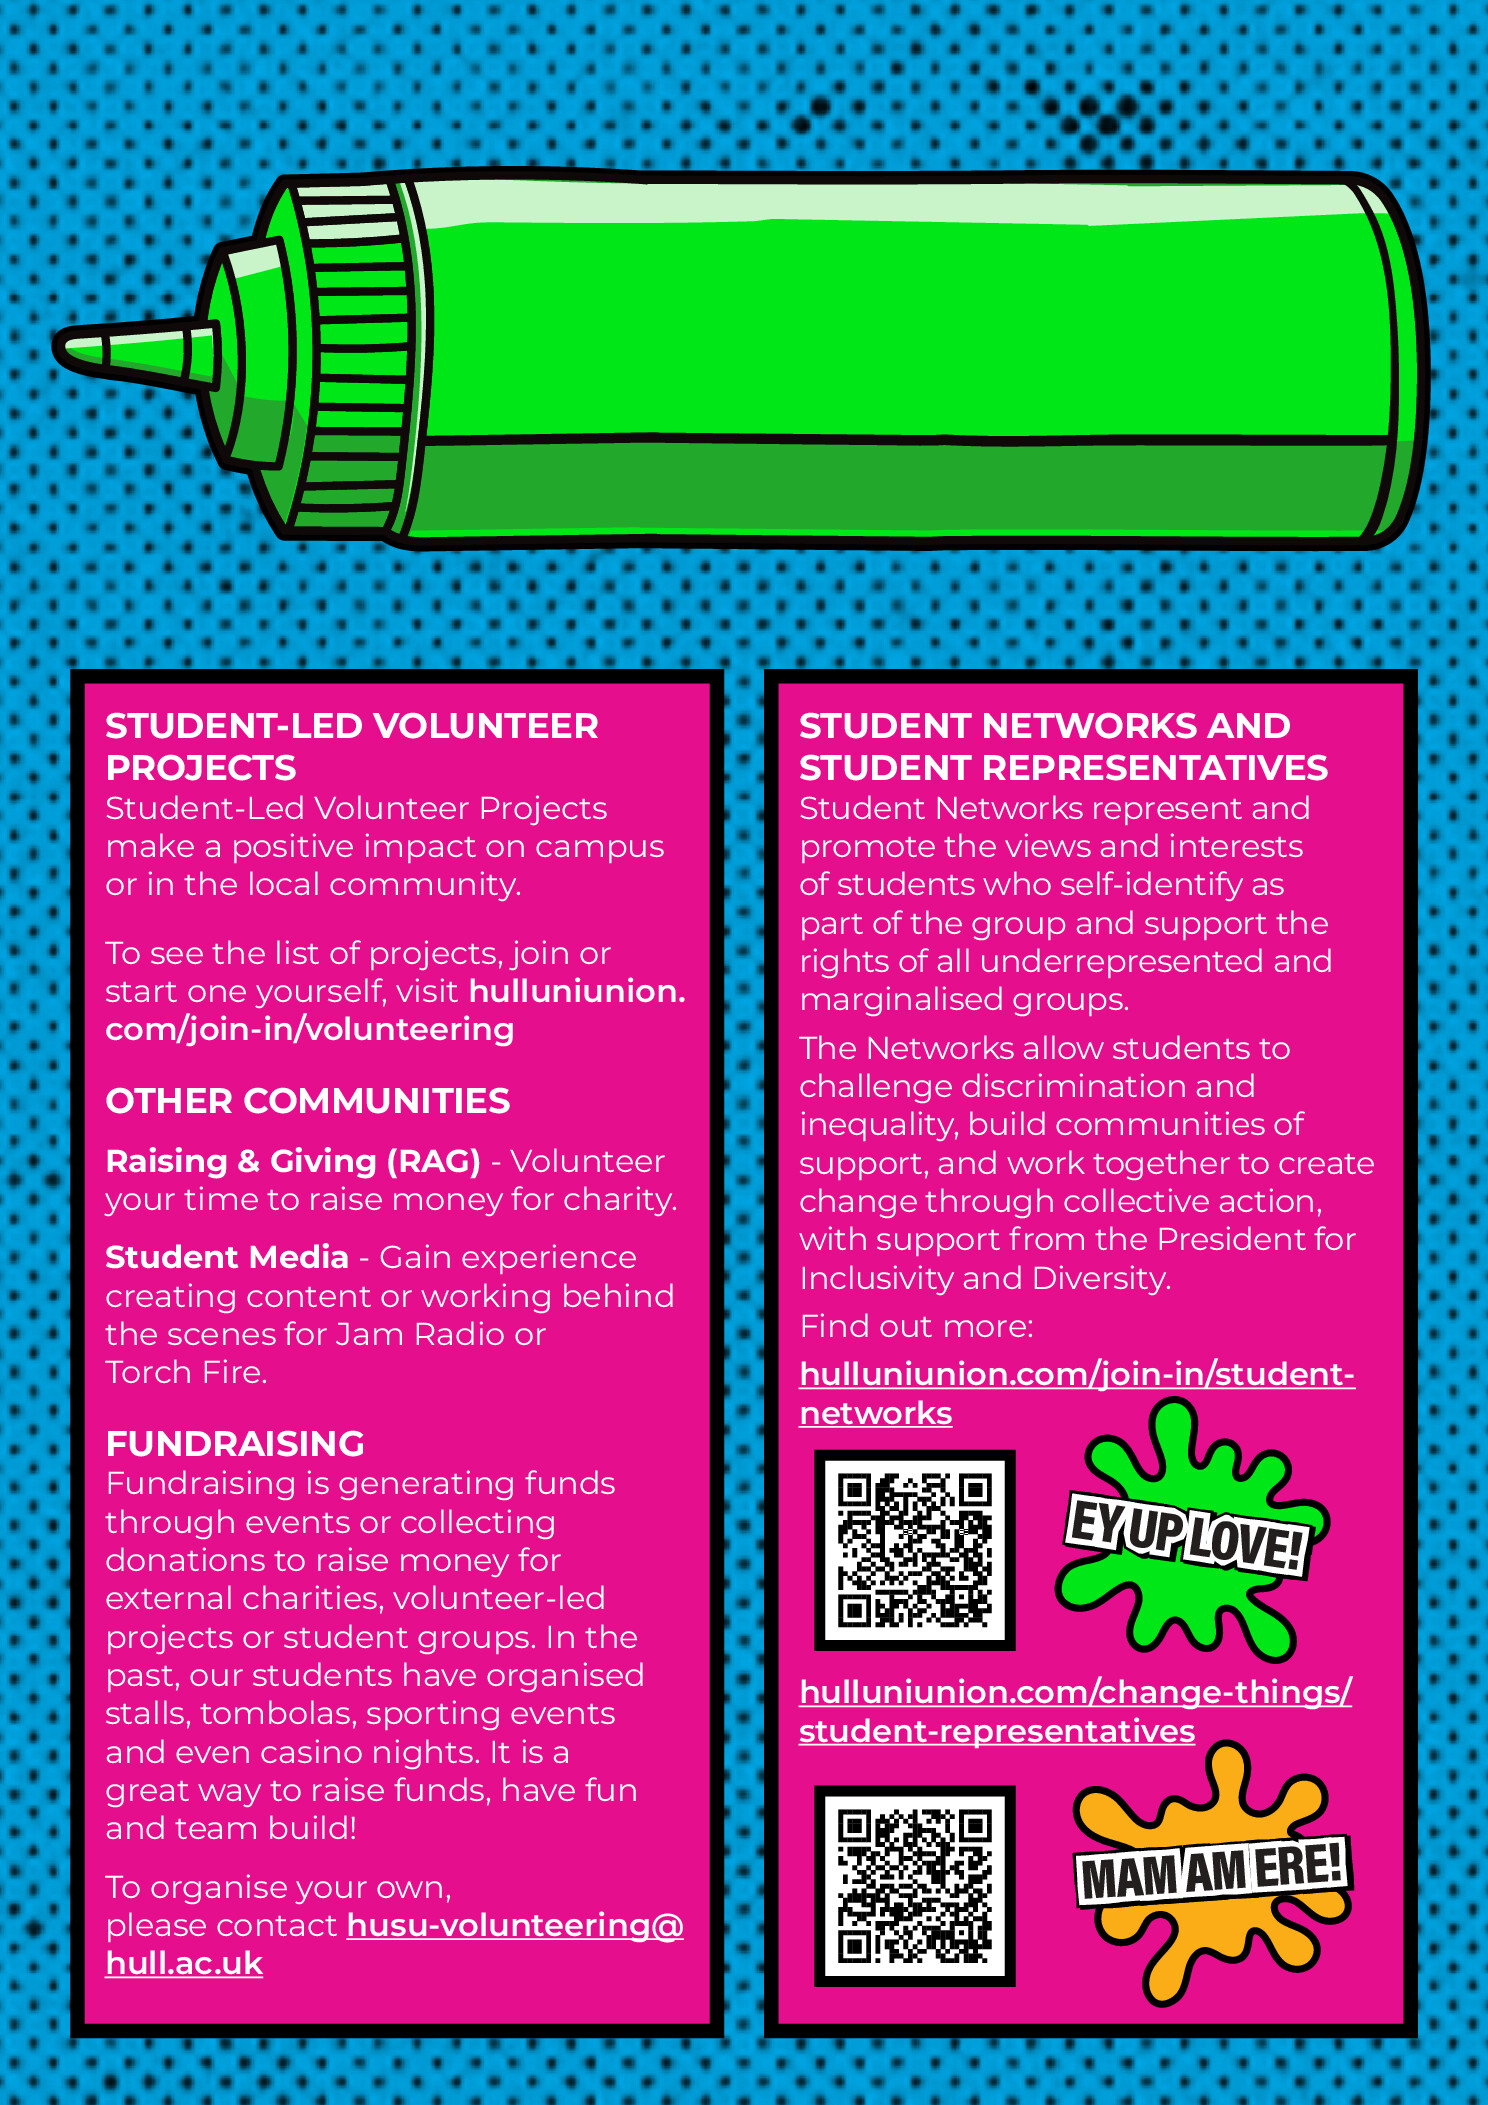 STUDENT-LED VOLUNTEER
PROJECTS
Student-Led Volunteer Projects
make a positive impact on campus
or in the local community.
To see the list of projects, join or
start one yourself, visit hulluniunion.
com/join-in/volunteering
OTHER COMMUNITIES
Raising & Giving (RAG) - Volunteer
your time to raise money for charity.
Student Media - Gain experience
creating content or working behind
the scenes for Jam Radio or
Torch Fire.
FUNDRAISING
Fundraising is generating funds
through events or collecting
donations to raise money for
external charities, volunteer-led
projects or student groups. In the
past, our students have organised
stalls, tombolas, sporting events
and even casino nights. It is a
great way to raise funds, have fun
and team build!
To organise your own,
please contact husu-volunteering@
hull.ac.uk
STUDENT NETWORKS AND
STUDENT REPRESENTATIVES
Student Networks represent and
promote the views and interests
of students who self-identify as
part of the group and support the
rights of all underrepresented and
marginalised groups.
The Networks allow students to
challenge discrimination and
inequality, build communities of
support, and work together to create
change through collective action,
with support from the President for
Inclusivity and Diversity.
Find out more:
hulluniunion.com/join-in/student-
networks
EY UP LOVE!
hulluniunion.com/change-things/
student-representatives
MAM AM ERE!